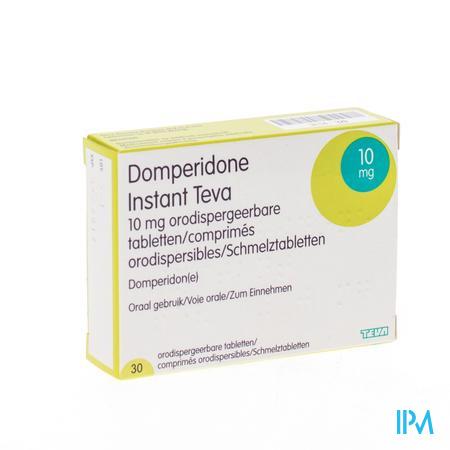 Domperidone
Instant Teva
10 mg orodispergeerbare
tabletten/comprimés
orodispersibles/Schmelztabletten
Domperidon(e)
Oraal gebruik/Voie orale/Zum Einnehmen
10
mg
TEVA
30
orodispergeerbare tabletten/
comprimés orodispersibles/Schmelztabletten
IPM